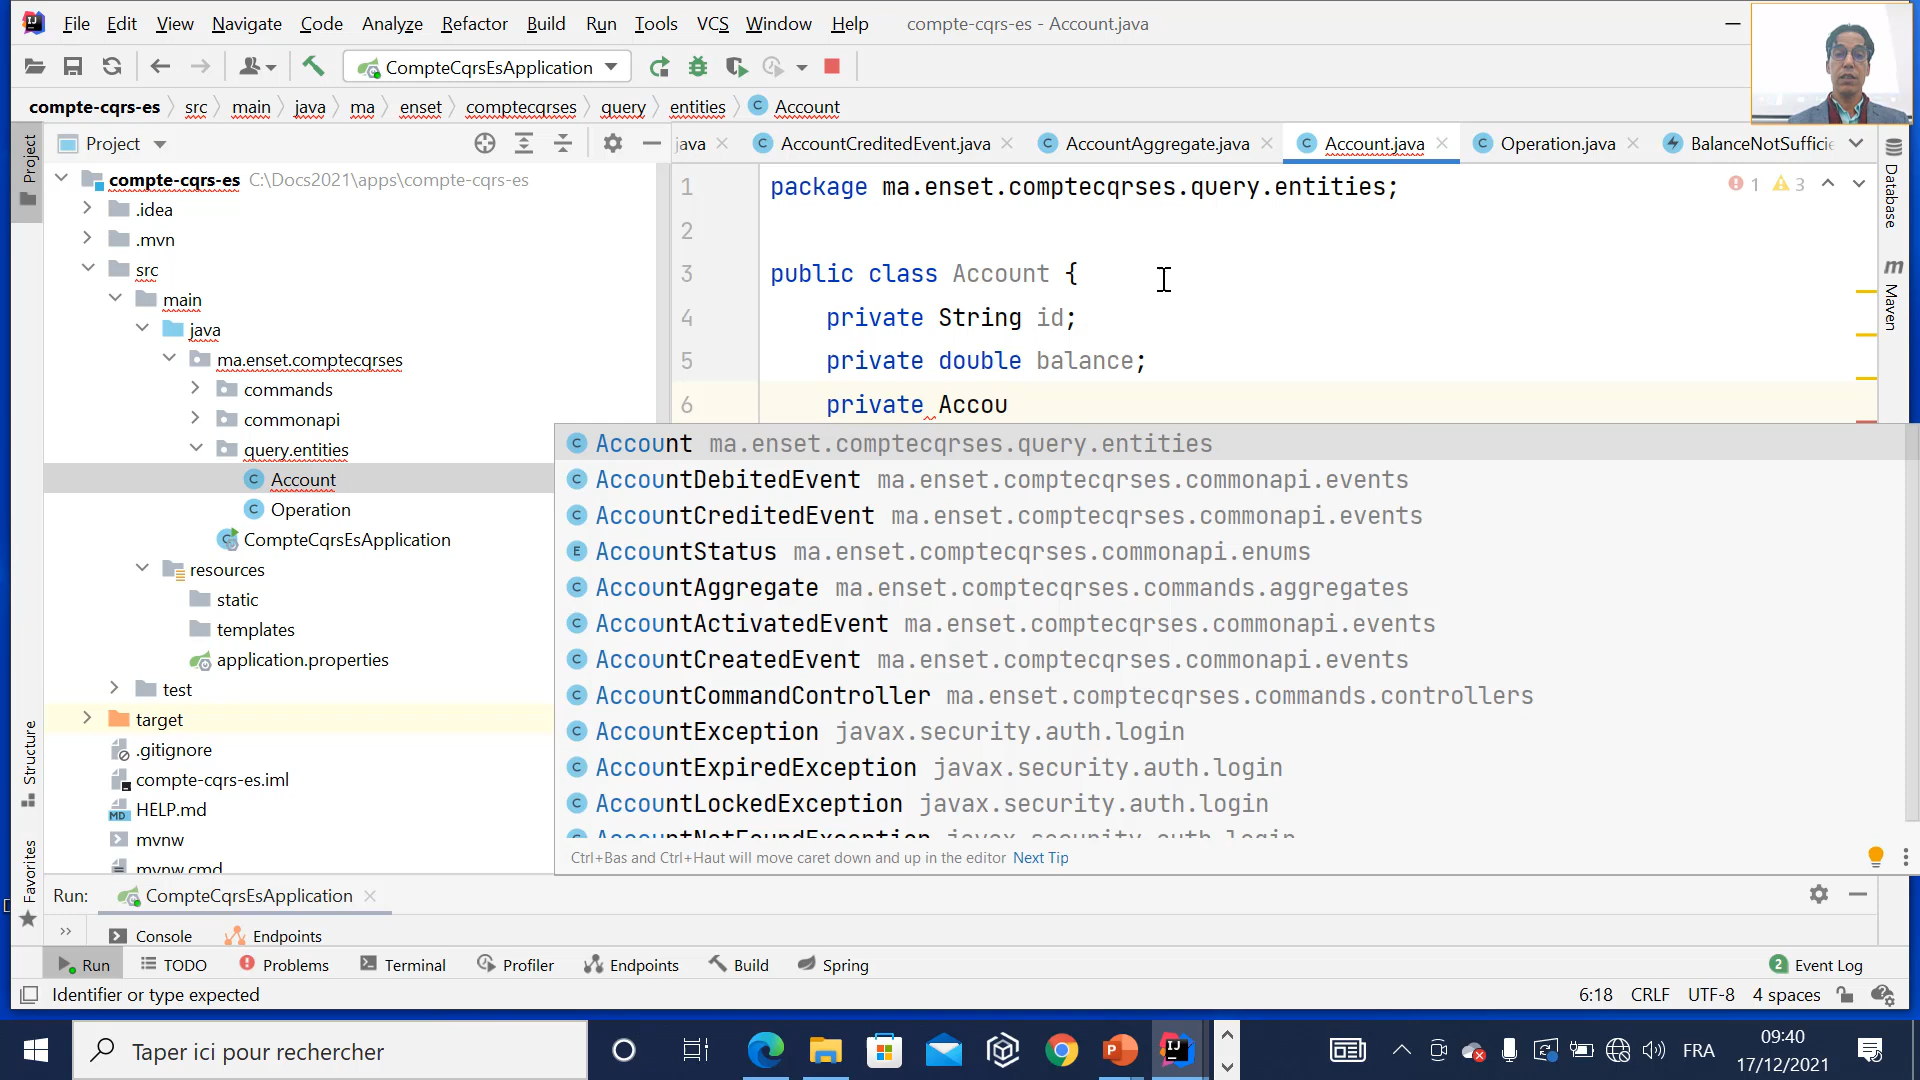 File Edit View Navigate Code Analyze Refactor Build Run Tools VCS Window Help compte-cqrs-es - Account.java
CompteCqrsEsApplication
compte-cqrs-es src main java ma enset comptecqrses query entities Account
Project
java AccountCreditedEvent.java AccountAggregate.java Account.java Operation.java BalanceNotSufficie
compte-cqrs-es C:\Docs2021\apps\compte-cqrs-es
.idea
.mvn
src
main
java
ma.enset.comptecqrses
commands
commonapi
query.entities
Account
Operation
CompteCqrsEsApplication
resources
static
templates
application.properties
test
target
.gitignore
compte-cqrs-es.iml
HELP.md
mvnw
mvnw.cmd
1 package ma.enset.comptecqrses.query.entities;
1 3
2
3 public class Account {
4 private String id;
5 private double balance;
6 private Accou
Account ma.enset.comptecqrses.query.entities
AccountDebitedEvent ma.enset.comptecqrses.commonapi.events
AccountCreditedEvent ma.enset.comptecqrses.commonapi.events
AccountStatus ma.enset.comptecqrses.commonapi.enums
AccountAggregate ma.enset.comptecqrses.commands.aggregates
AccountActivatedEvent ma.enset.comptecqrses.commonapi.events
AccountCreatedEvent ma.enset.comptecqrses.commonapi.events
AccountCommandController ma.enset.comptecqrses.commands.controllers
AccountException javax.security.auth.login
AccountExpiredException javax.security.auth.login
AccountLockedException javax.security.auth.login
AccountNotFoundException javax.security.auth.login
Ctrl+Bas and Ctrl+Haut will move caret down and up in the editor Next Tip
Project
Structure
Favorites
Database
Maven
Run: CompteCqrsEsApplication
Console Endpoints
Run TODO Problems Terminal Profiler Endpoints Build Spring 2 Event Log
Identifier or type expected 6:18 CRLF UTF-8 4 spaces
Taper ici pour rechercher FRA 09:40
17/12/2021